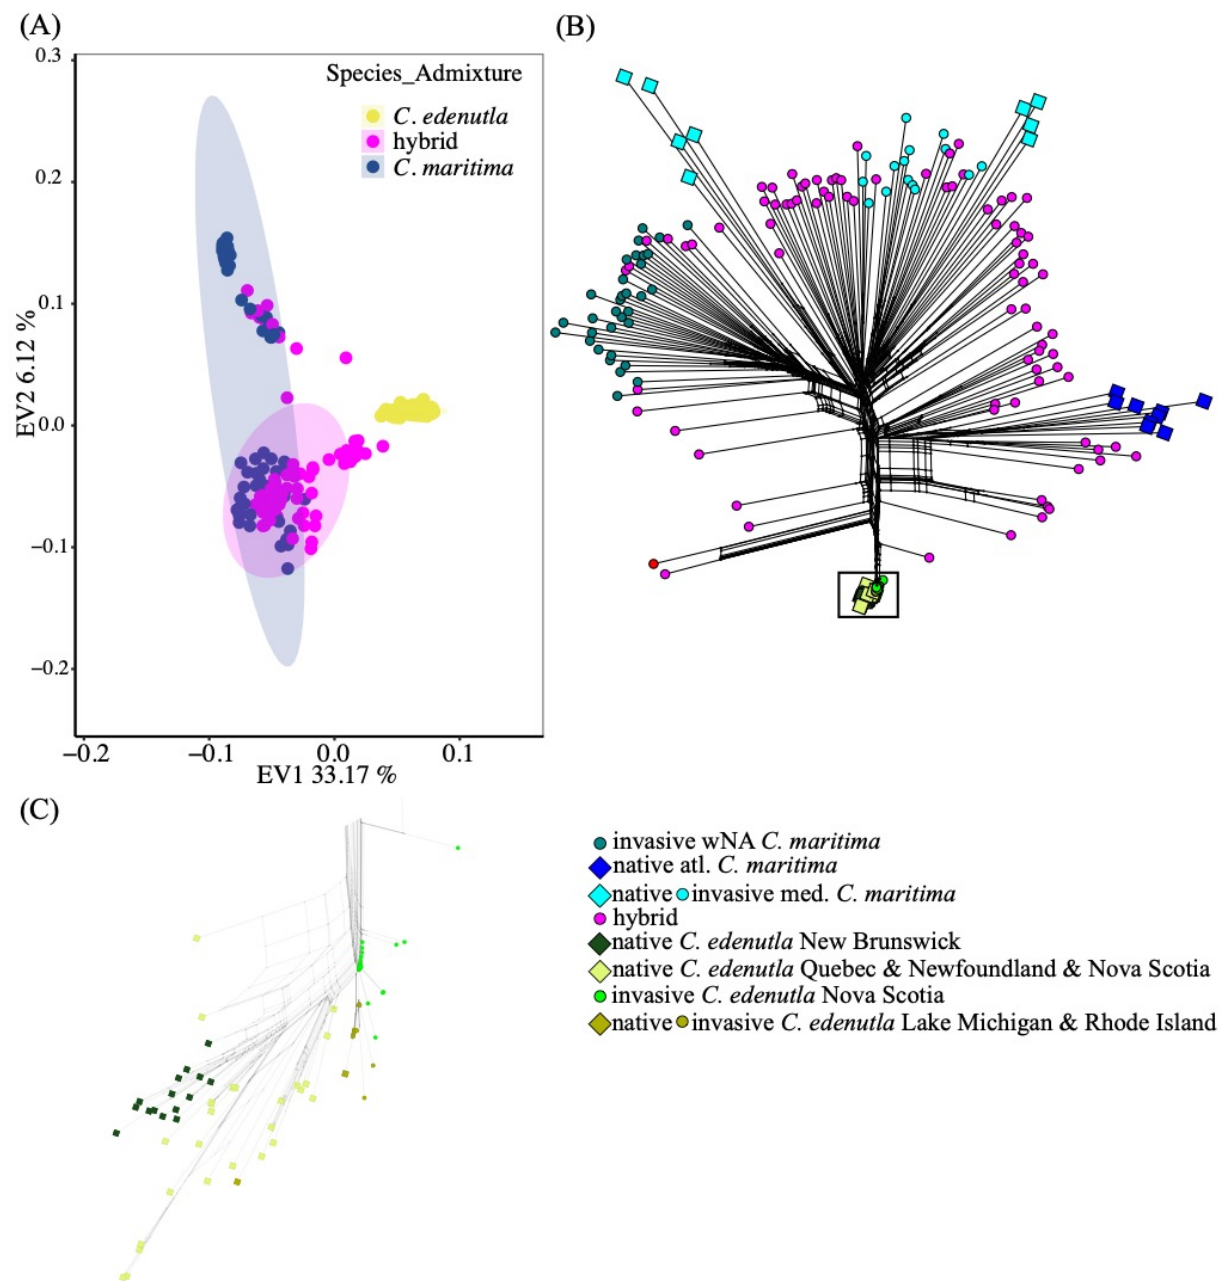 (A)
(B)
0.3
0.2
0.1
0.0
−0.1
−0.2
EV2 6.12 %
Species_Admixture
C. edenutla
hybrid
C. maritima
−0.2
−0.1
0.0
0.1
EV1 33.17 %
(C)
invasive wNA C. maritima
native atl. C. maritima
native invasive med. C. maritima
hybrid
native C. edenutla New Brunswick
native C. edenutla Quebec & Newfoundland & Nova Scotia
invasive C. edenutla Nova Scotia
native invasive C. edenutla Lake Michigan & Rhode Island